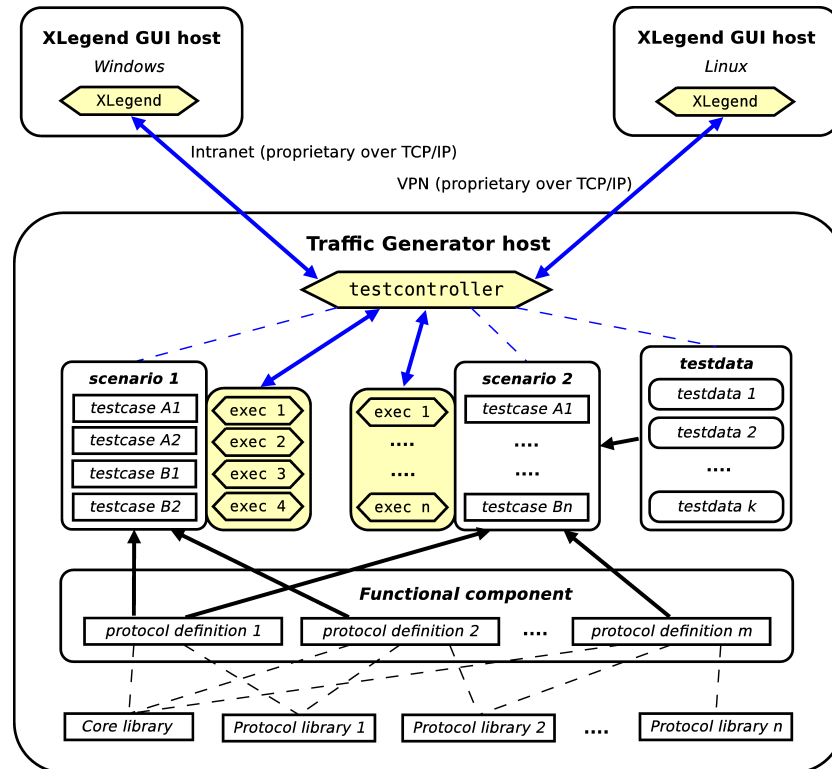 XLegend GUI host
Windows
XLegend
XLegend GUI host
Linux
XLegend
Intranet (proprietary over TCP/IP)
VPN (proprietary over TCP/IP)
Traffic Generator host
testcontroller
scenario 1
testcase A1
testcase A2
testcase B1
testcase B2
exec 1
exec 2
exec 3
exec 4
exec 1
....
....
exec n
scenario 2
testcase A1
....
....
testcase Bn
testdata
testdata 1
testdata 2
....
testdata k
Functional component
protocol definition 1
protocol definition 2
....
protocol definition m
Core library
Protocol library 1
Protocol library 2
....
Protocol library n